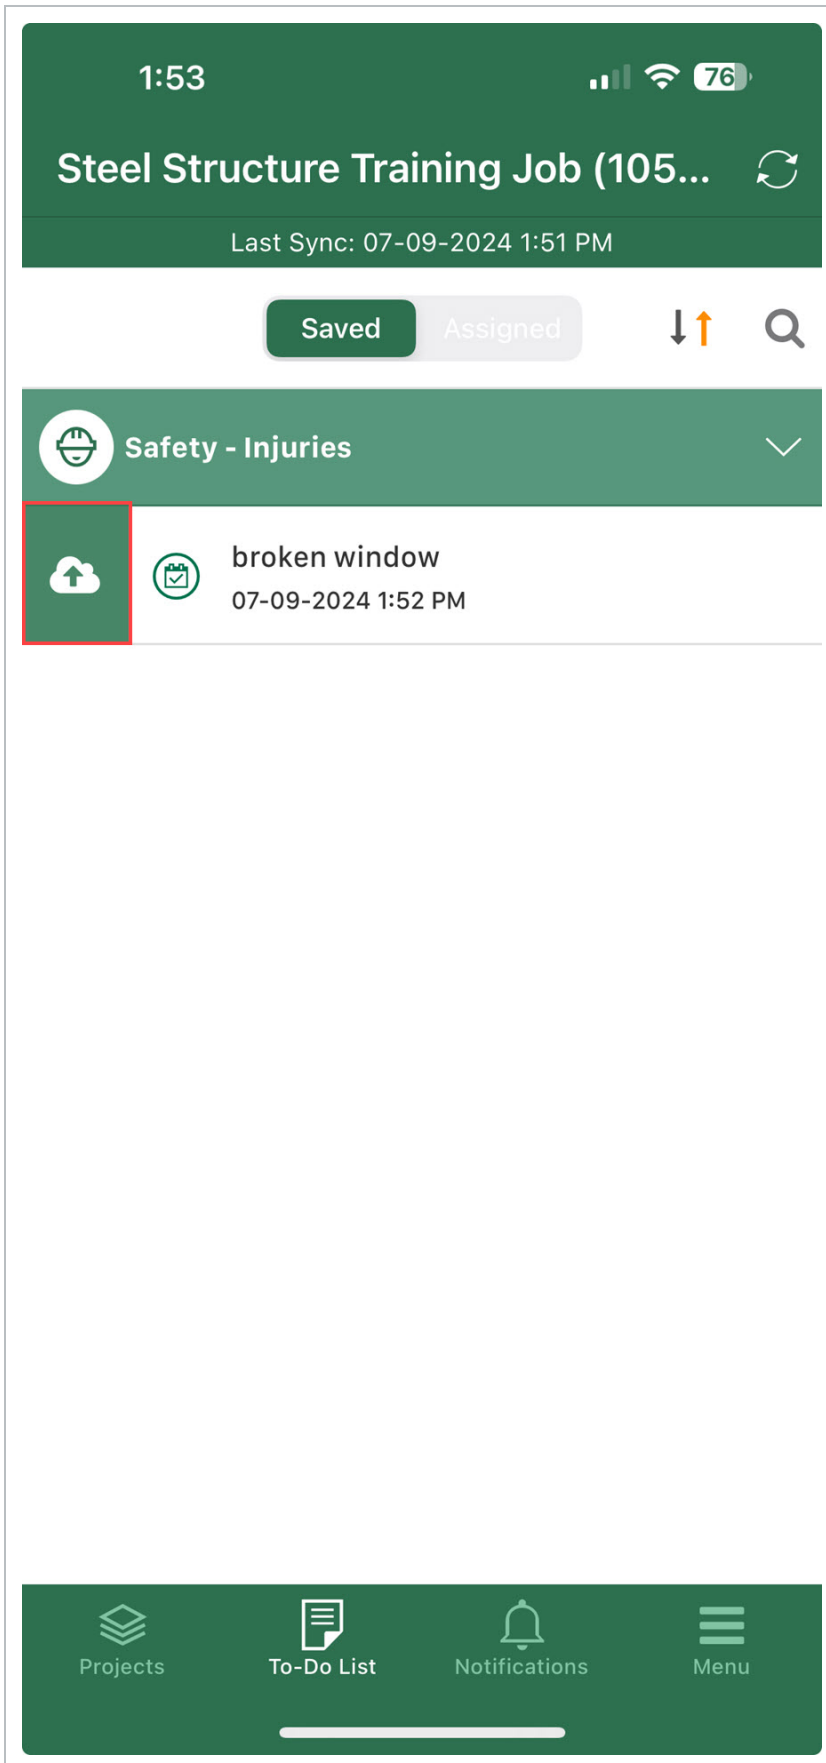 1:53 76
Steel Structure Training Job (105...
Last Sync: 07-09-2024 1:51 PM
Saved Assigned
Safety - Injuries
broken window
07-09-2024 1:52 PM
Projects To-Do List Notifications Menu